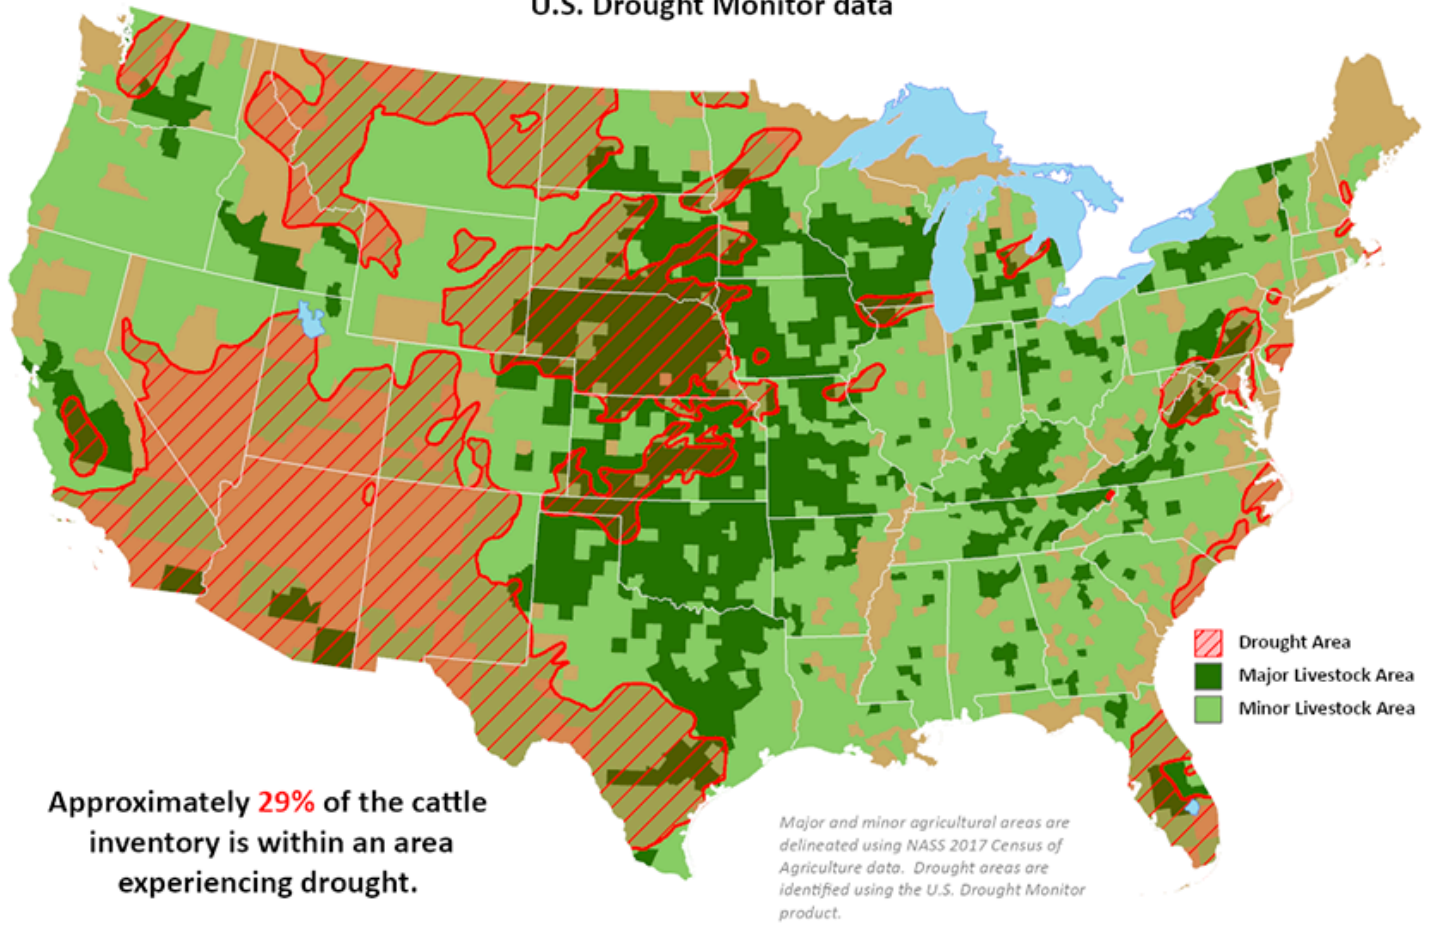 U.S. Drought Monitor data
Drought Area
Major Livestock Area
Minor Livestock Area
Approximately 29% of the cattle
inventory is within an area
experiencing drought.
Major and minor agricultural areas are
delineated using NASS 2017 Census of
Agriculture data.  Drought areas are
identified using the U.S. Drought Monitor
product.